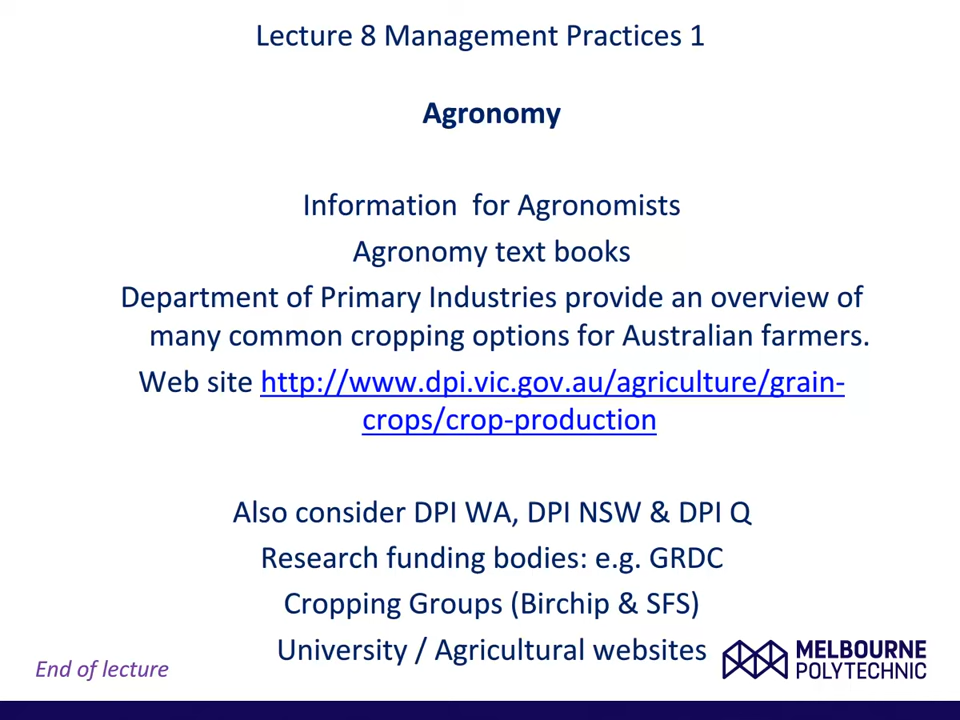 Lecture 8 Management Practices 1
Agronomy
Information for Agronomists
Agronomy text books
Department of Primary Industries provide an overview of
many common cropping options for Australian farmers.
Web site http://www.dpi.vic.gov.au/agriculture/grain-
crops/crop-production
Also consider DPI WA, DPI NSW & DPI Q
Research funding bodies: e.g. GRDC
Cropping Groups (Birchip & SFS)
University / Agricultural websites
End of lecture
MELBOURNE
POLYTECHNIC